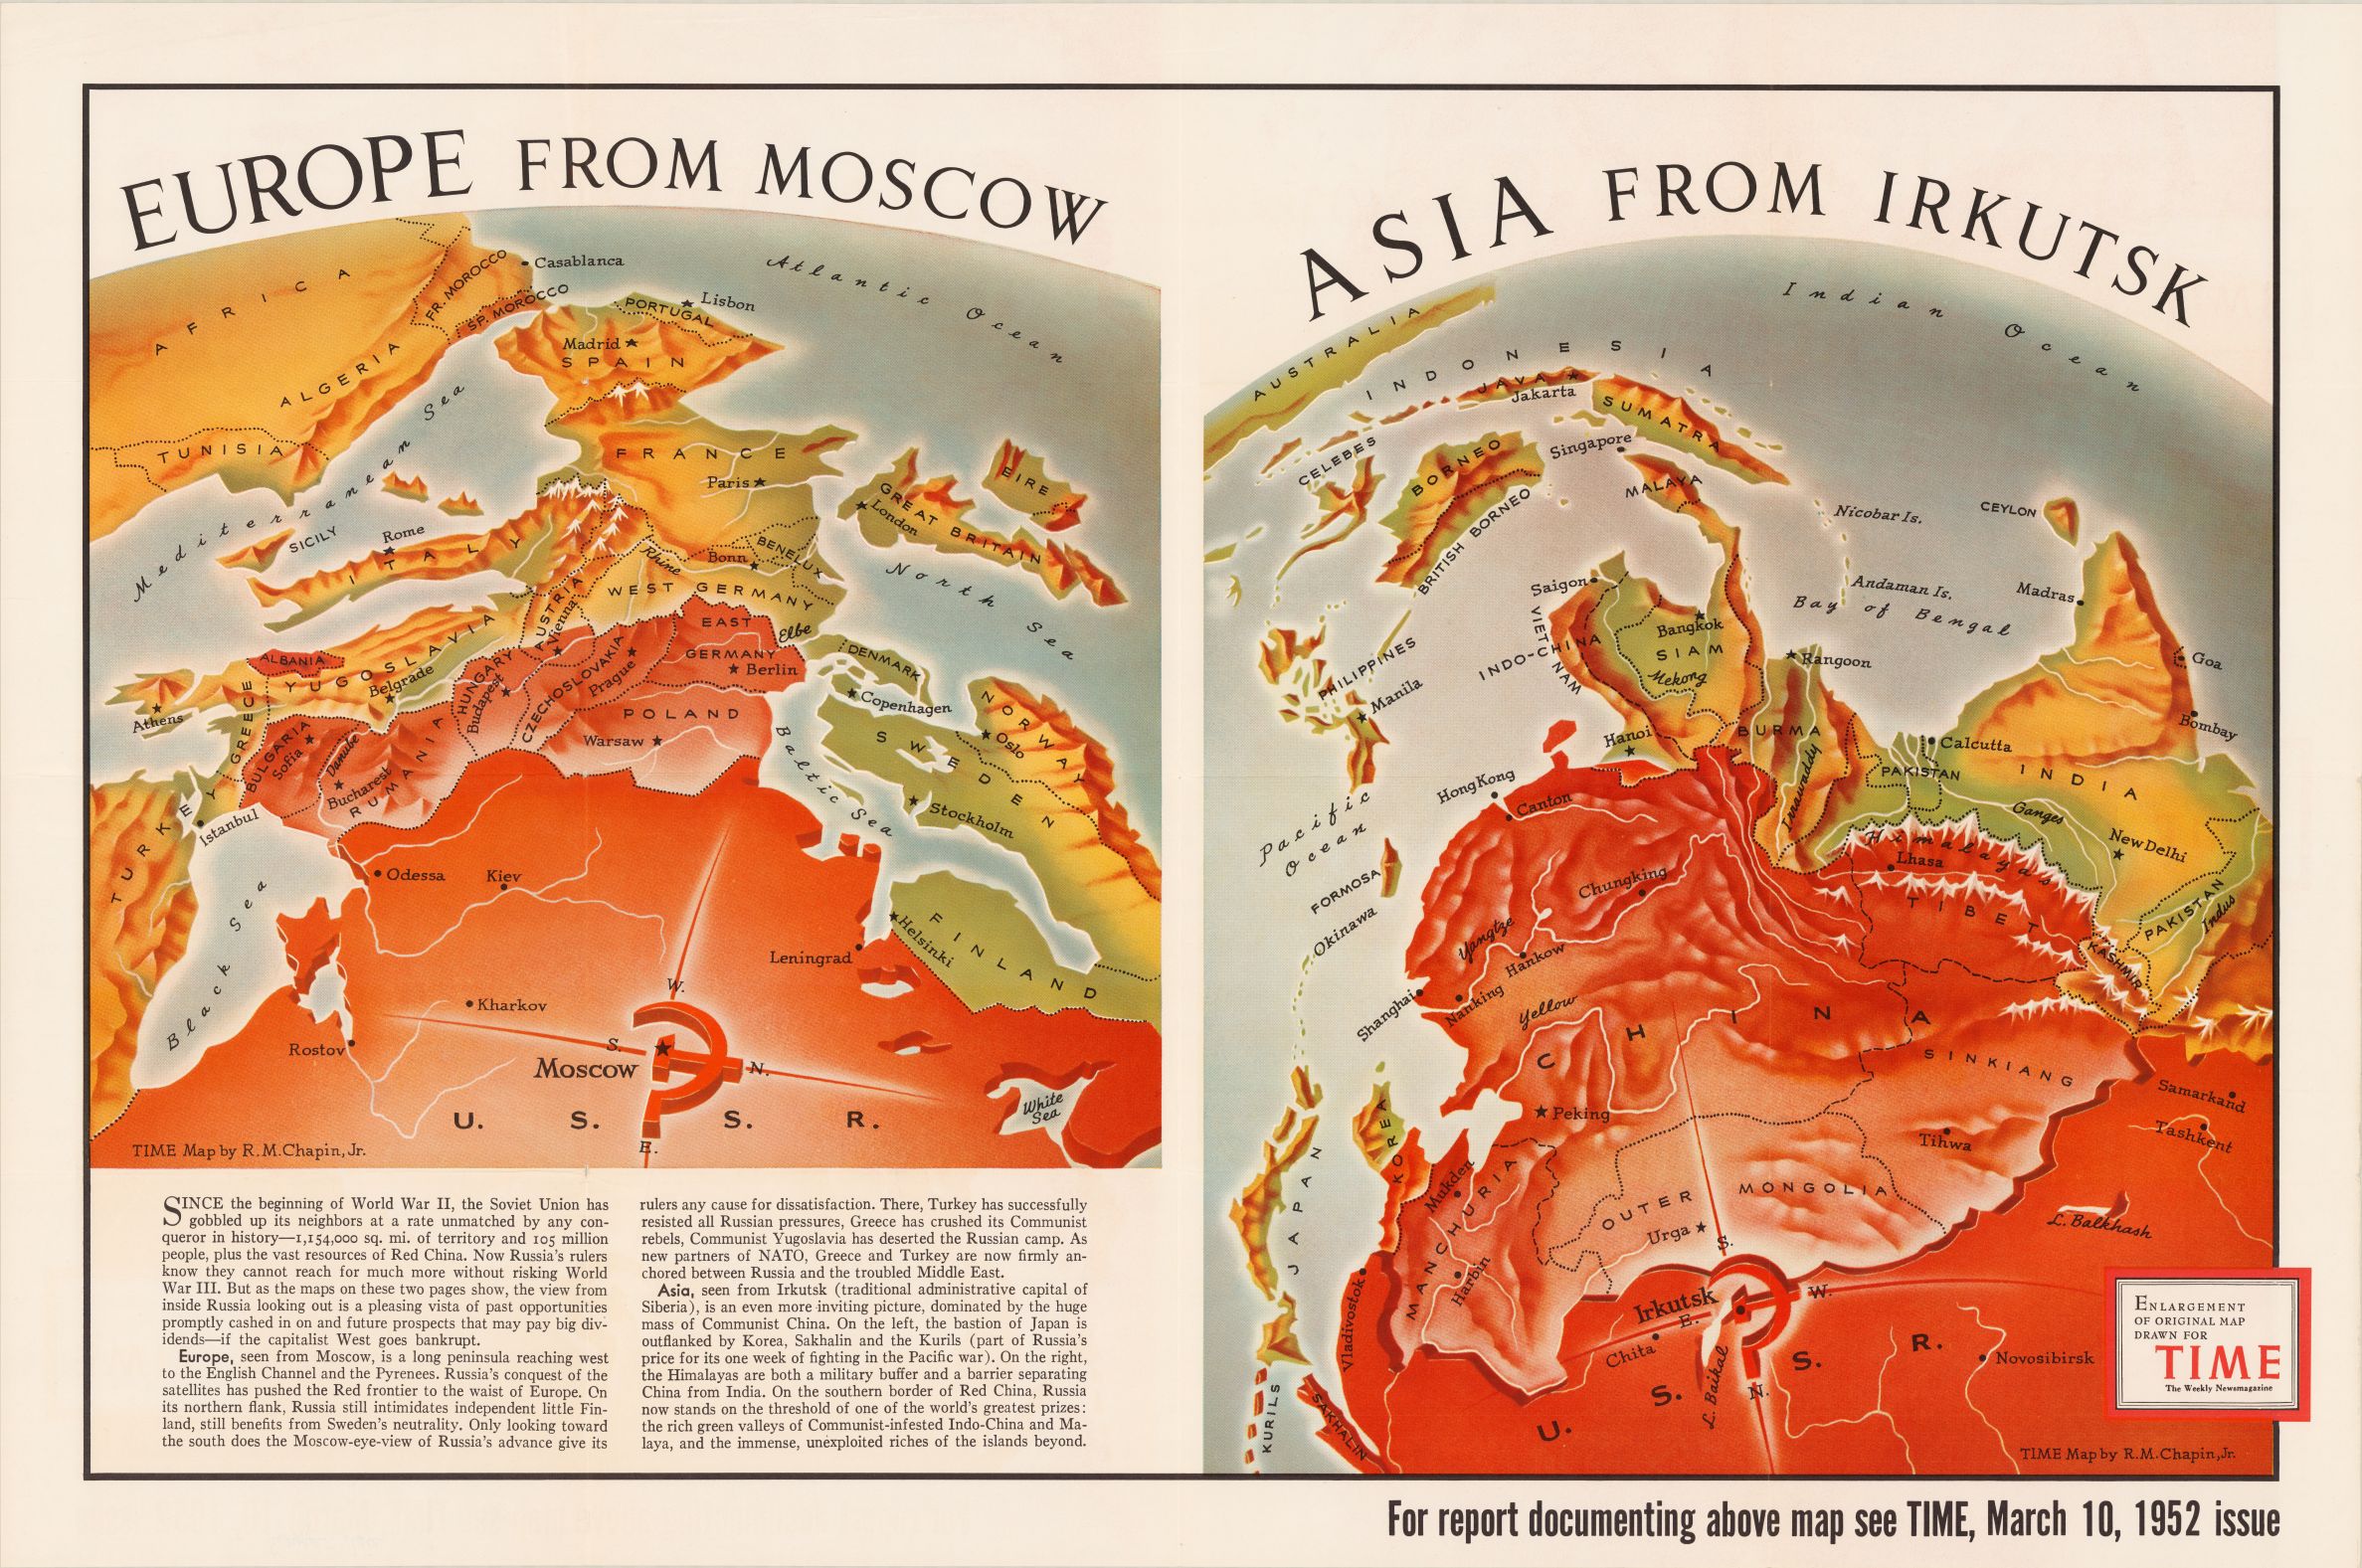 EUROPE FROM MOSCOW
AFRICA
FR. MOROCCO
Casablanca
SP. MOROCCO
ALGERIA
TUNISIA
Atlantic Ocean
PORTUGAL
Lisbon
Madrid
SPAIN
Mediterranean Sea
FRANCE
Paris
EIRE
GREAT BRITAIN
London
SICILY
Rome
ITALY
Rhine
Bonn
BENELUX
North Sea
WEST GERMANY
AUSTRIA
Vienna
EAST
GERMANY
Elbe
Berlin
DENMARK
Copenhagen
ALBANIA
YUGOSLAVIA
Belgrade
HUNGARY
Budapest
CZECHOSLOVAKIA
Prague
POLAND
Warsaw
Athens
GREECE
BULGARIA
Sofia
Danube
Bucharest
RUMANIA
Baltic Sea
SWEDEN
Stockholm
NORWAY
Oslo
TURKEY
Istanbul
Black Sea
Odessa
Kiev
Helsinki
FINLAND
Leningrad
Kharkov
Rostov
W.
S.
N.
E.
Moscow
White
Sea
U. S. S. R.
TIME Map by R.M.Chapin, Jr.
SINCE the beginning of World War II, the Soviet Union has
gobbled up its neighbors at a rate unmatched by any con-
queror in history—1,154,000 sq. mi. of territory and 105 million
people, plus the vast resources of Red China. Now Russia's rulers
know they cannot reach for much more without risking World
War III. But as the maps on these two pages show, the view from
inside Russia looking out is a pleasing vista of past opportunities
promptly cashed in on and future prospects that may pay big div-
idends—if the capitalist West goes bankrupt.
Europe, seen from Moscow, is a long peninsula reaching west
to the English Channel and the Pyrenees. Russia's conquest of the
satellites has pushed the Red frontier to the waist of Europe. On
its northern flank, Russia still intimidates independent little Fin-
land, still benefits from Sweden's neutrality. Only looking toward
the south does the Moscow-eye-view of Russia's advance give its
rulers any cause for dissatisfaction. There, Turkey has successfully
resisted all Russian pressures, Greece has crushed its Communist
rebels, Communist Yugoslavia has deserted the Russian camp. As
new partners of NATO, Greece and Turkey are now firmly an-
chored between Russia and the troubled Middle East.
Asia, seen from Irkutsk (traditional administrative capital of
Siberia), is an even more inviting picture, dominated by the huge
mass of Communist China. On the left, the bastion of Japan is
outflanked by Korea, Sakhalin and the Kurils (part of Russia's
price for its one week of fighting in the Pacific war). On the right,
the Himalayas are both a military buffer and a barrier separating
China from India. On the southern border of Red China, Russia
now stands on the threshold of one of the world's greatest prizes:
the rich green valleys of Communist-infested Indo-China and Ma-
laya, and the immense, unexploited riches of the islands beyond.
ASIA FROM IRKUTSK
AUSTRALIA
Indian Ocean
INDONESIA
JAVA
Jakarta
SUMATRA
CELEBES
BORNEO
Singapore
BRITISH BORNEO
MALAYA
Nicobar Is.
CEYLON
Andaman Is.
Madras
Bay of Bengal
Saigon
VIET NAM
INDO-CHINA
Bangkok
SIAM
Mekong
Rangoon
Goa
Bombay
PHILIPPINES
Manila
Hanoi
BURMA
Irrawaddy
Calcutta
PAKISTAN
INDIA
Ganges
New Delhi
Hong Kong
Canton
Pacific
Ocean
FORMOSA
Okinawa
Himalayas
Lhasa
TIBET
PAKISTAN
Indus
KASHMIR
Chungking
Yangtze
Hankow
Shanghai
Nanking
Yellow
CHINA
SINKIANG
Samarkand
Tashkent
Peking
Tihwa
KOREA
JAPAN
Mukden
MANCHURIA
Harbin
OUTER MONGOLIA
Urga
L. Balkhash
Vladivostok
S.
W.
Irkutsk
E.
N.
Chita
L. Baikal
Novosibirsk
KURILS
SAKHALIN
U. S. S. R.
TIME Map by R.M.Chapin, Jr.
ENLARGEMENT
OF ORIGINAL MAP
DRAWN FOR
TIME
The Weekly Newsmagazine
For report documenting above map see TIME, March 10, 1952 issue